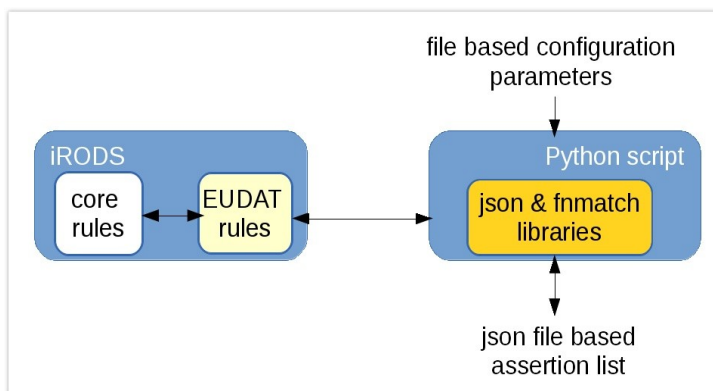 file based configuration
parameters
iRODS
core
rules
EUDAT
rules
Python script
json & fnmatch
libraries
json file based
assertion list